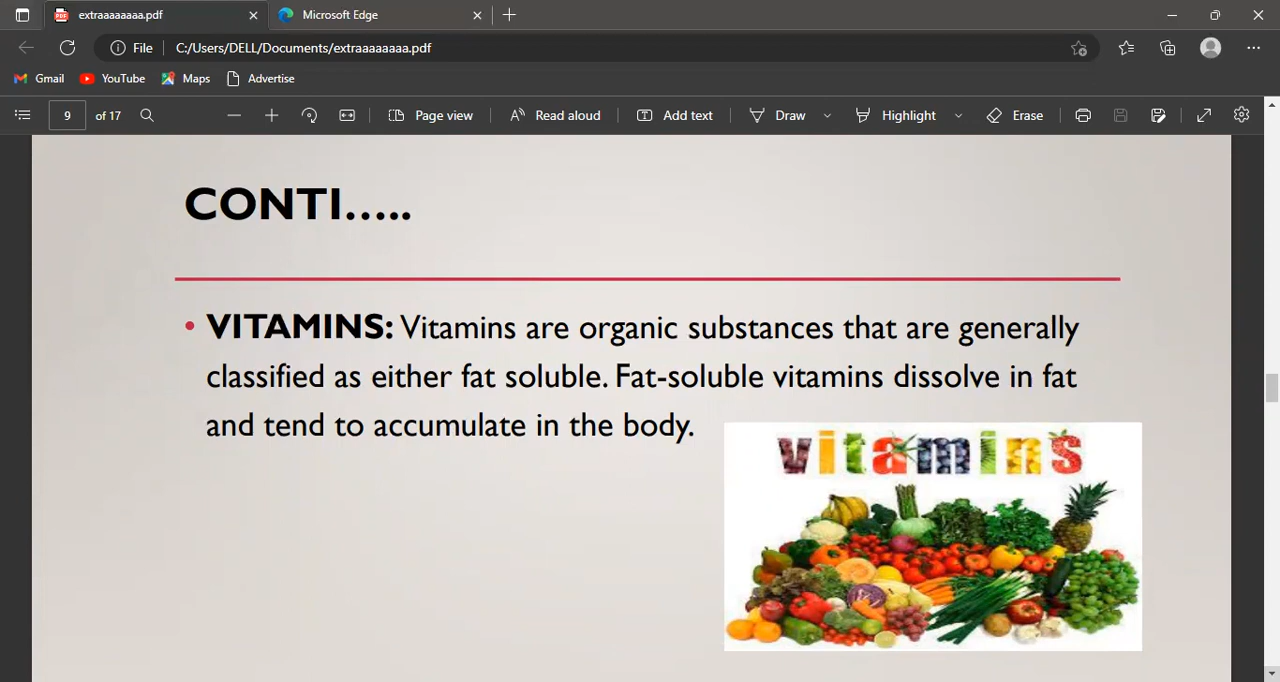 extraaaaaaaa.pdf
Microsoft Edge
File
C:/Users/DELL/Documents/extraaaaaaaa.pdf
Gmail
YouTube
Maps
Advertise
9 of 17
Page view
Read aloud
Add text
Draw
Highlight
Erase
CONTI.....
• VITAMINS: Vitamins are organic substances that are generally
classified as either fat soluble. Fat-soluble vitamins dissolve in fat
and tend to accumulate in the body.
vitamins